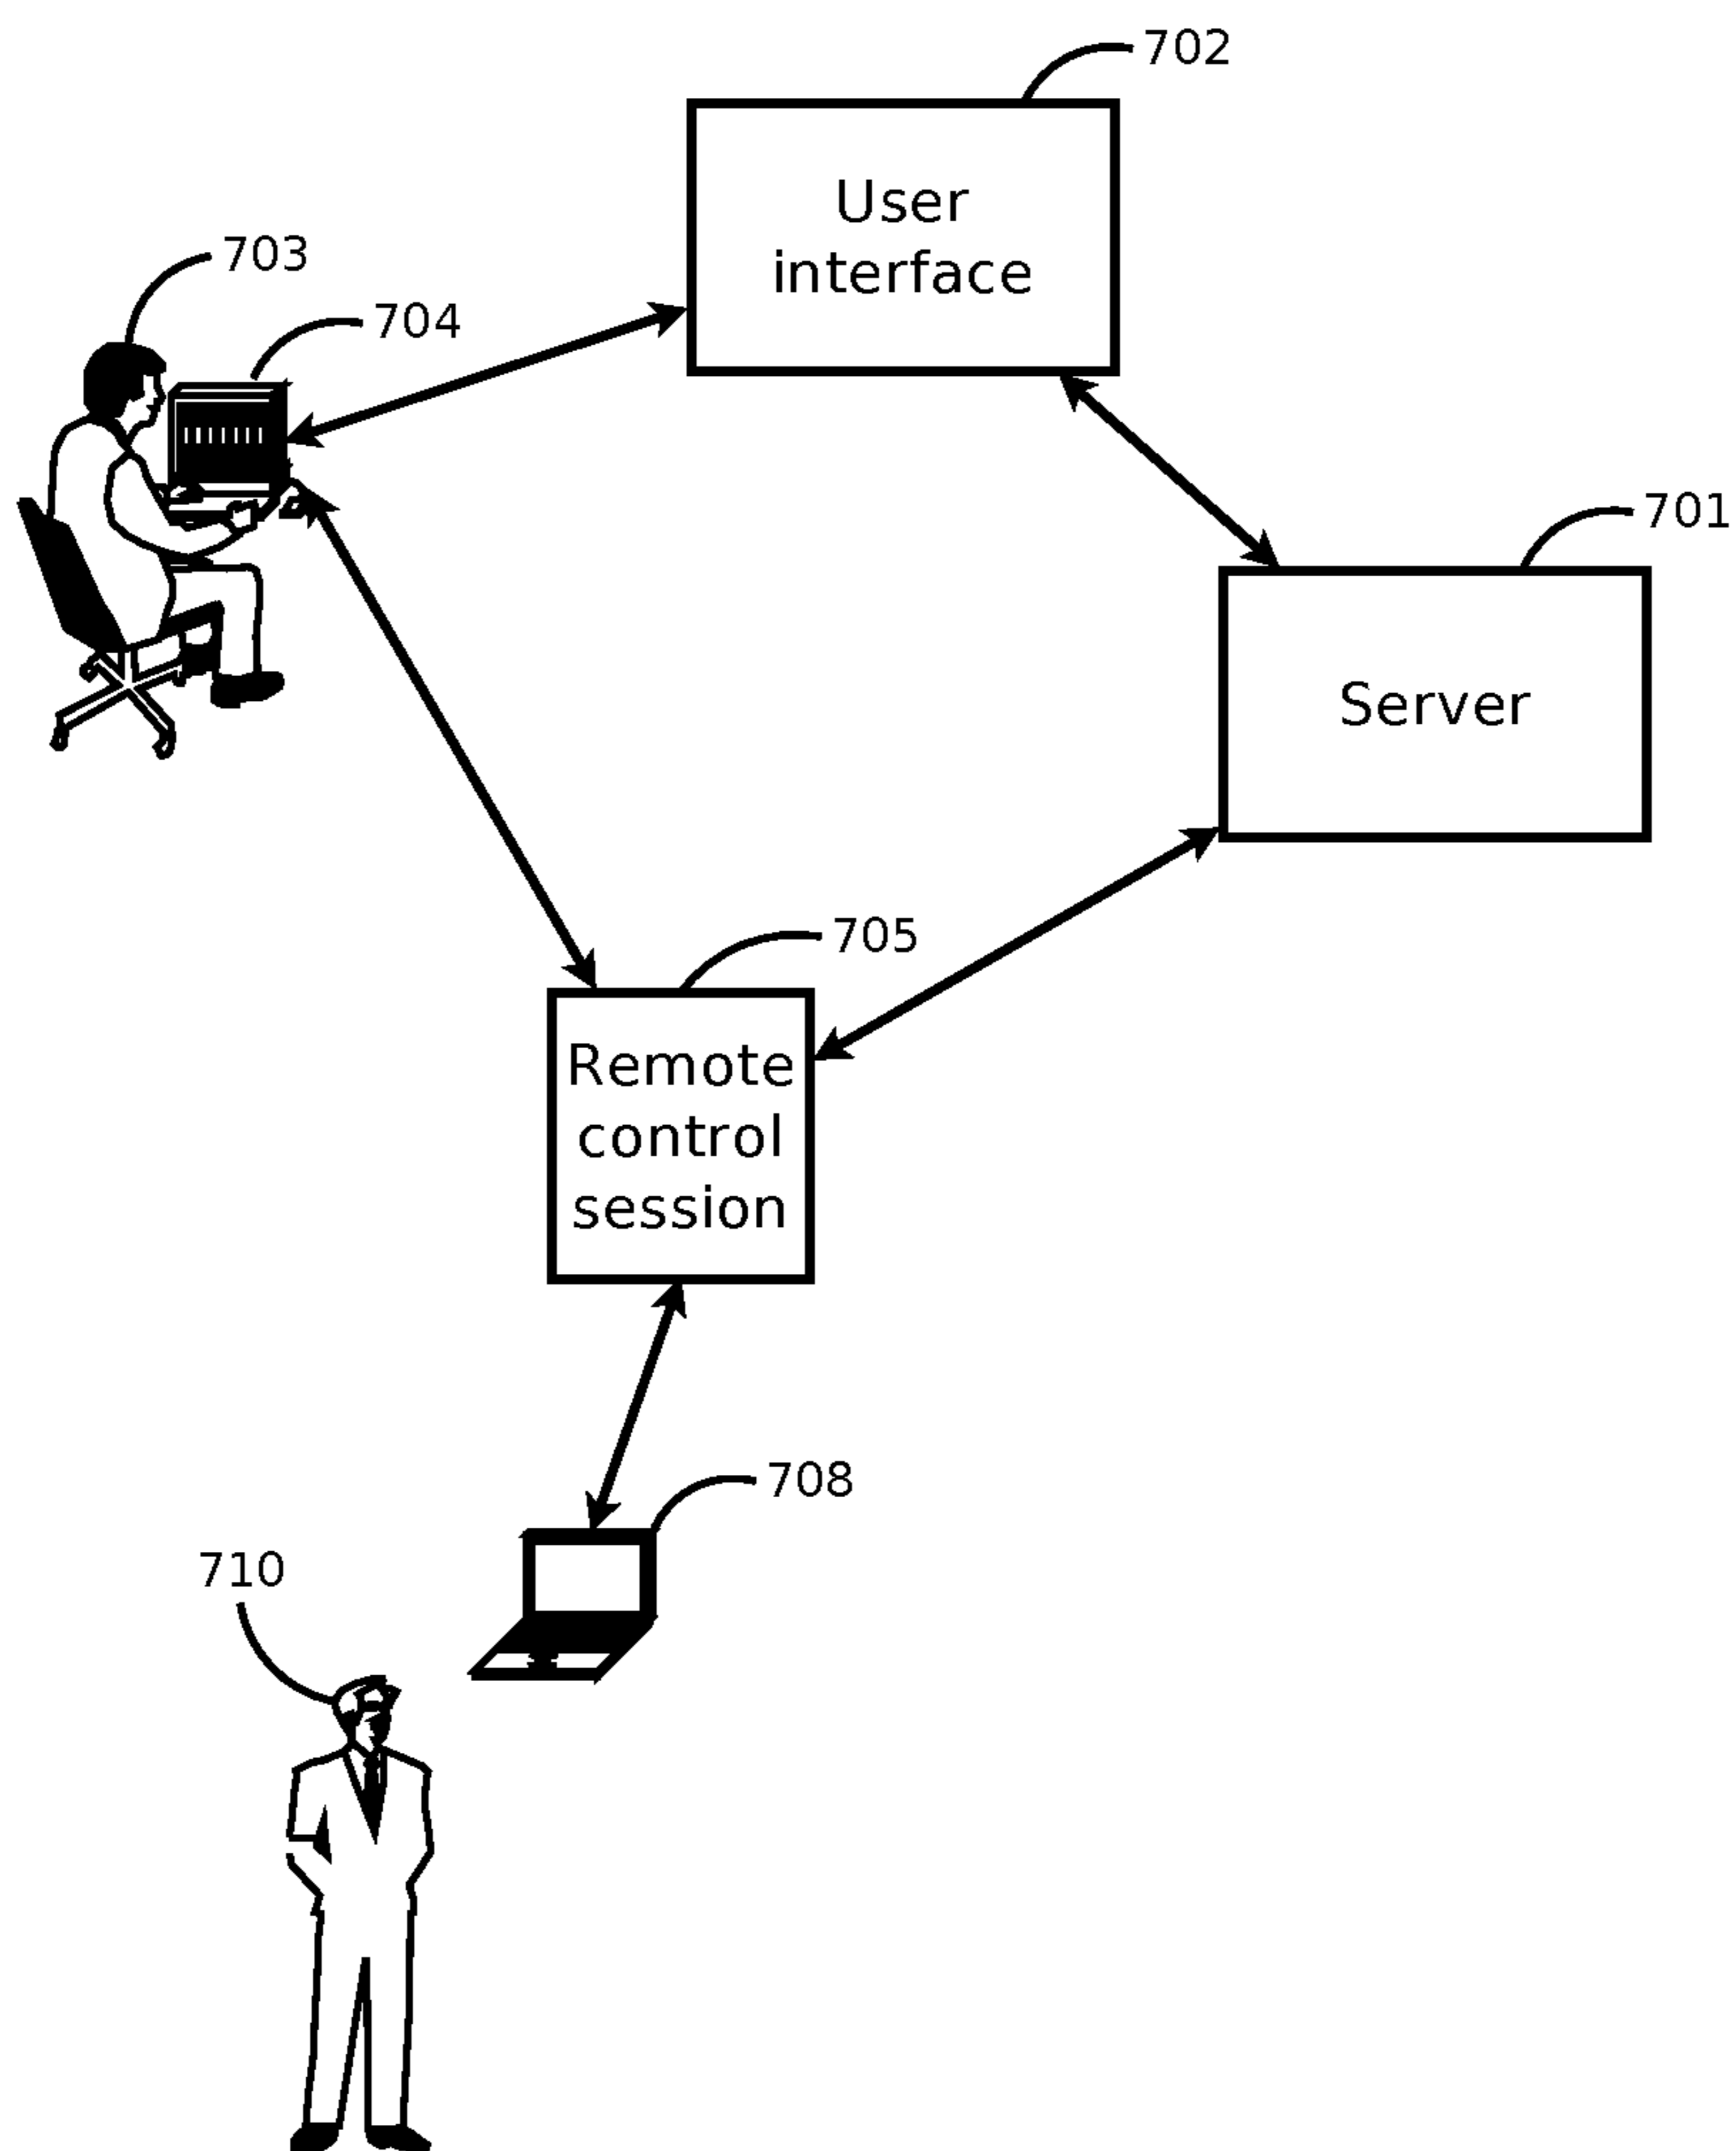 702
User
interface
703
704
701
Server
705
Remote
control
session
708
710